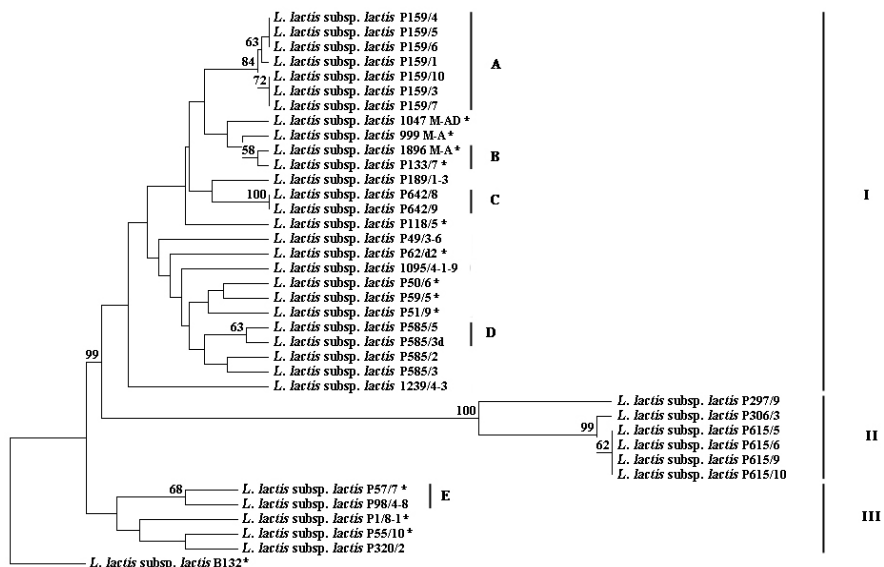 L. lactis subsp. lactis P159/4
L. lactis subsp. lactis P159/5
63 L. lactis subsp. lactis P159/6
84 L. lactis subsp. lactis P159/1 A
72 L. lactis subsp. lactis P159/10
L. lactis subsp. lactis P159/3
L. lactis subsp. lactis P159/7
L. lactis subsp. lactis 1047 M-AD *
L. lactis subsp. lactis 999 M-A *
58 L. lactis subsp. lactis 1896 M-A * B
L. lactis subsp. lactis P133/7 *
L. lactis subsp. lactis P189/1-3
100 L. lactis subsp. lactis P642/8 C I
L. lactis subsp. lactis P642/9
L. lactis subsp. lactis P118/5 *
L. lactis subsp. lactis P49/3-6
L. lactis subsp. lactis P62/d2 *
L. lactis subsp. lactis 1095/4-1-9
L. lactis subsp. lactis P50/6 *
L. lactis subsp. lactis P59/5 *
L. lactis subsp. lactis P51/9 *
63 L. lactis subsp. lactis P585/5 D
L. lactis subsp. lactis P585/3d
99 L. lactis subsp. lactis P585/2
L. lactis subsp. lactis P585/3
L. lactis subsp. lactis 1239/4-3
L. lactis subsp. lactis P297/9
100 L. lactis subsp. lactis P306/3
99 L. lactis subsp. lactis P615/5 II
62 L. lactis subsp. lactis P615/6
L. lactis subsp. lactis P615/9
L. lactis subsp. lactis P615/10
68 L. lactis subsp. lactis P57/7 * E
L. lactis subsp. lactis P98/4-8
L. lactis subsp. lactis P1/8-1 * III
L. lactis subsp. lactis P55/10 *
L. lactis subsp. lactis P320/2
L. lactis subsp. lactis B132 *